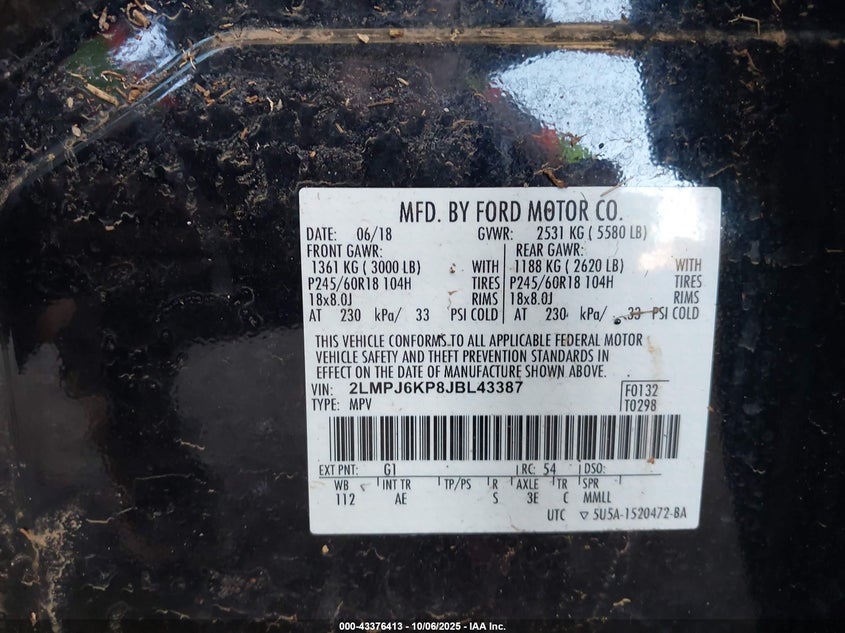 MFD. BY FORD MOTOR CO.
DATE: 06/18 GVWR: 2531 KG ( 5580 LB)
FRONT GAWR: REAR GAWR:
1361 KG ( 3000 LB) WITH 1188 KG ( 2620 LB) WITH
P245/60R18 104H TIRES P245/60R18 104H TIRES
18x8.0J RIMS 18x8.0J RIMS
AT 230 kPa/ 33 PSI COLD AT 230 kPa/ 33 PSI COLD
THIS VEHICLE CONFORMS TO ALL APPLICABLE FEDERAL MOTOR
VEHICLE SAFETY AND THEFT PREVENTION STANDARDS IN
EFFECT ON THE DATE OF MANUFACTURE SHOWN ABOVE.
VIN: 2LMPJ6KP8JBL43387 F0132
TYPE: MPV T0298
EXT PNT: G1 RC: 54 DSO:
WB INT TR TP/PS R AXLE TR SPR
112 AE S 3E C MMLL
UTC ▽ 5U5A-1520472-BA
000-43376413 - 10/06/2025 - IAA Inc.